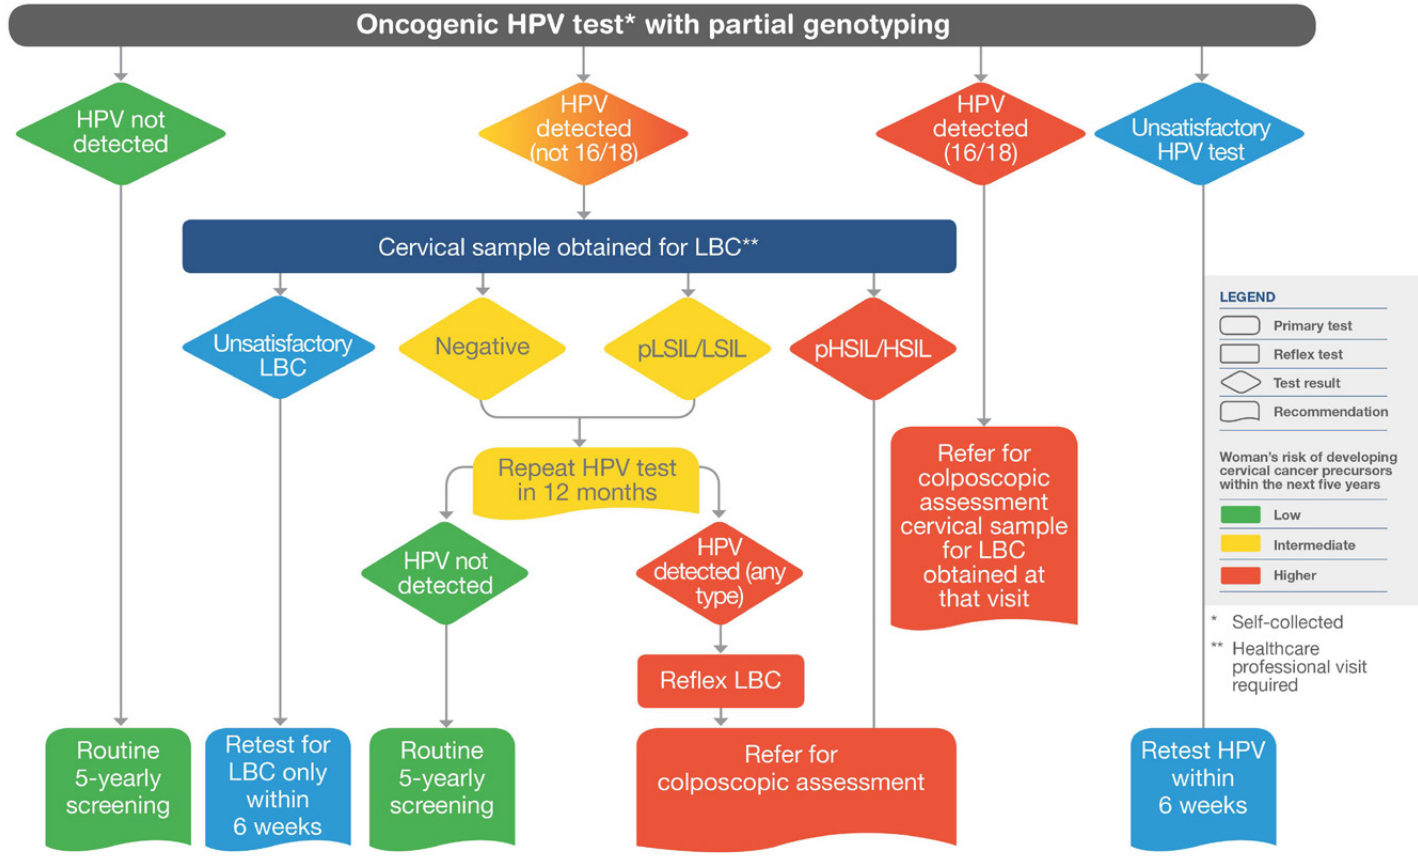 Oncogenic HPV test* with partial genotyping
HPV not
detected
HPV
detected
(not 16/18)
HPV
detected
(16/18)
Unsatisfactory
HPV test
Cervical sample obtained for LBC**
Unsatisfactory
LBC
Negative
pLSIL/LSIL
pHSIL/HSIL
Repeat HPV test
in 12 months
HPV not
detected
HPV
detected (any
type)
Reflex LBC
Refer for
colposcopic
assessment
cervical sample
for LBC
obtained at
that visit
Routine
5-yearly
screening
Retest for
LBC only
within
6 weeks
Routine
5-yearly
screening
Refer for
colposcopic assessment
Retest HPV
within
6 weeks
LEGEND
Primary test
Reflex test
Test result
Recommendation
Woman's risk of developing
cervical cancer precursors
within the next five years
Low
Intermediate
Higher
* Self-collected
** Healthcare
professional visit
required